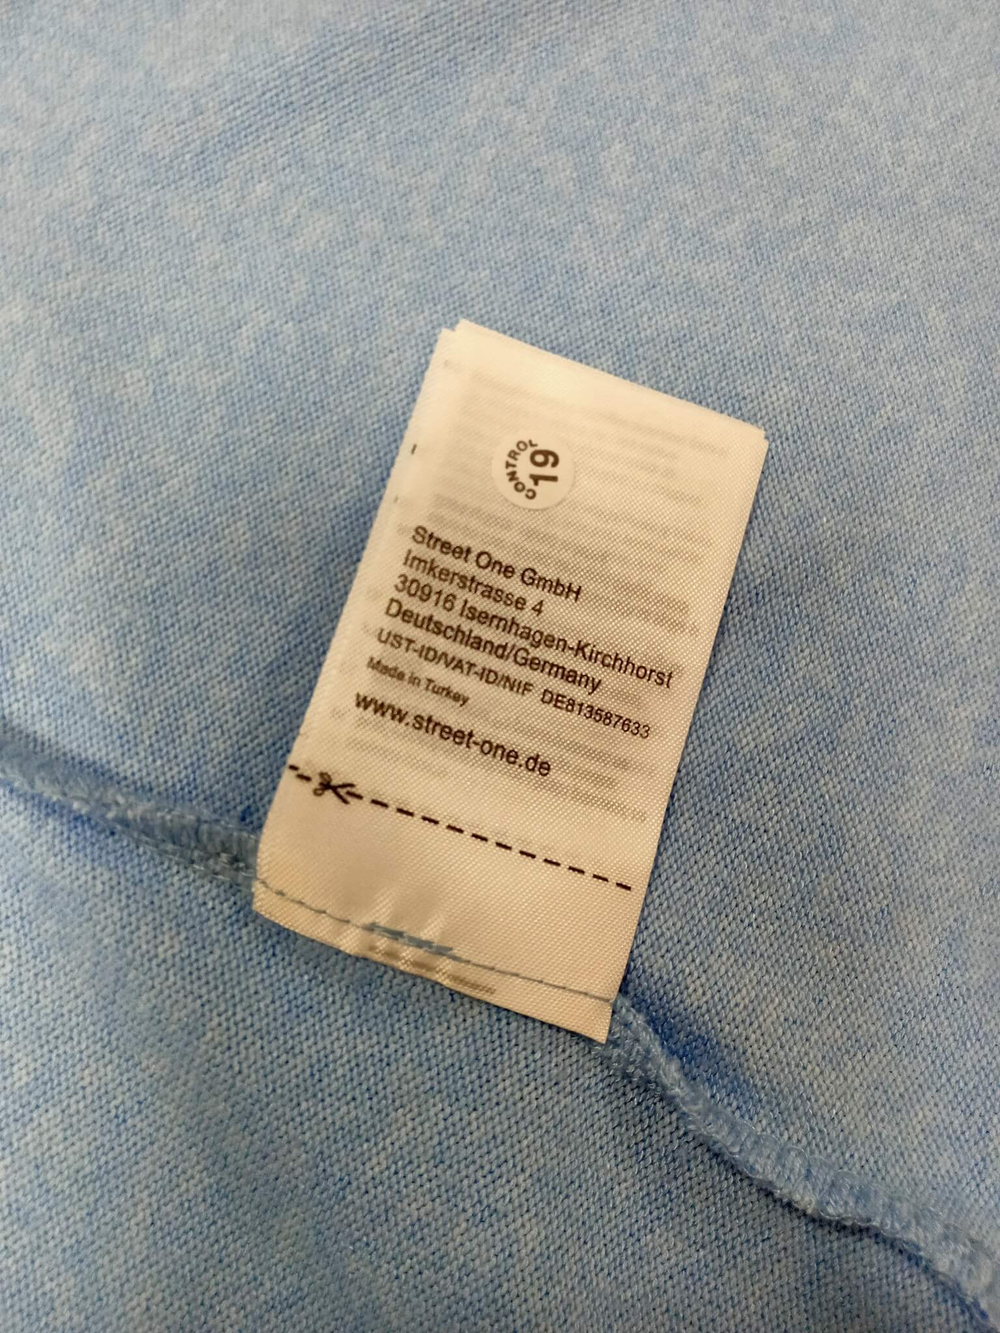 CONTROL
19
Street One GmbH
Imkerstrasse 4
30916 Isernhagen-Kirchhorst
Deutschland/Germany
UST-ID/VAT-ID/NIF DE813587633
Made in Turkey
www.street-one.de